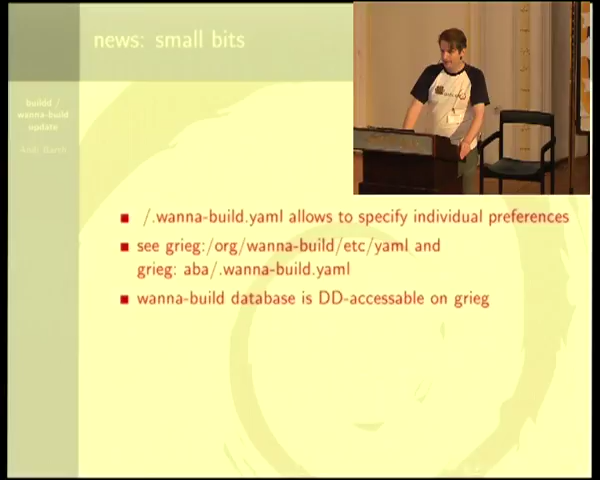 news: small bits
buildd /
wanna-build
update
Andi Barth
/.wanna-build.yaml allows to specify individual preferences
see grieg:/org/wanna-build/etc/yaml and
grieg: aba/.wanna-build.yaml
wanna-build database is DD-accessable on grieg